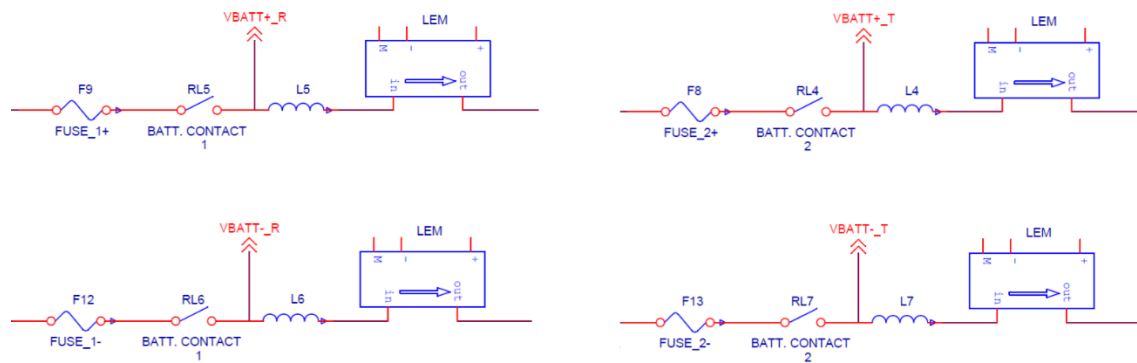 VBATT+_R
LEM
M - +
in out
F9 RL5 L5
FUSE_1+ BATT. CONTACT
1
VBATT+_T
LEM
M - +
in out
F8 RL4 L4
FUSE_2+ BATT. CONTACT
2
VBATT-_R
LEM
M - +
in out
F12 RL6 L6
FUSE_1- BATT. CONTACT
1
VBATT-_T
LEM
M - +
in out
F13 RL7 L7
FUSE_2- BATT. CONTACT
2